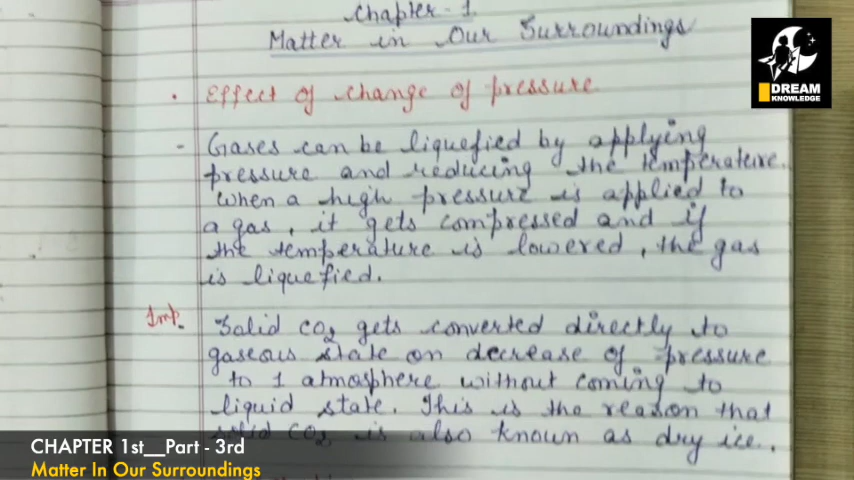 Chapter - 1
Matter in Our Surroundings
• Effect of change of pressure
- Gases can be liquefied by applying
pressure and reducing the temperature.
When a high pressure is applied to
a gas, it gets compressed and if
the temperature is lowered, the gas
is liquefied.
Imp. Solid CO2 gets converted directly to
gaseous state on decrease of pressure
to 1 atmosphere without coming to
liquid state. This is the reason that
solid CO2 is also known as dry ice.
DREAM
KNOWLEDGE
CHAPTER 1st__Part - 3rd
Matter In Our Surroundings